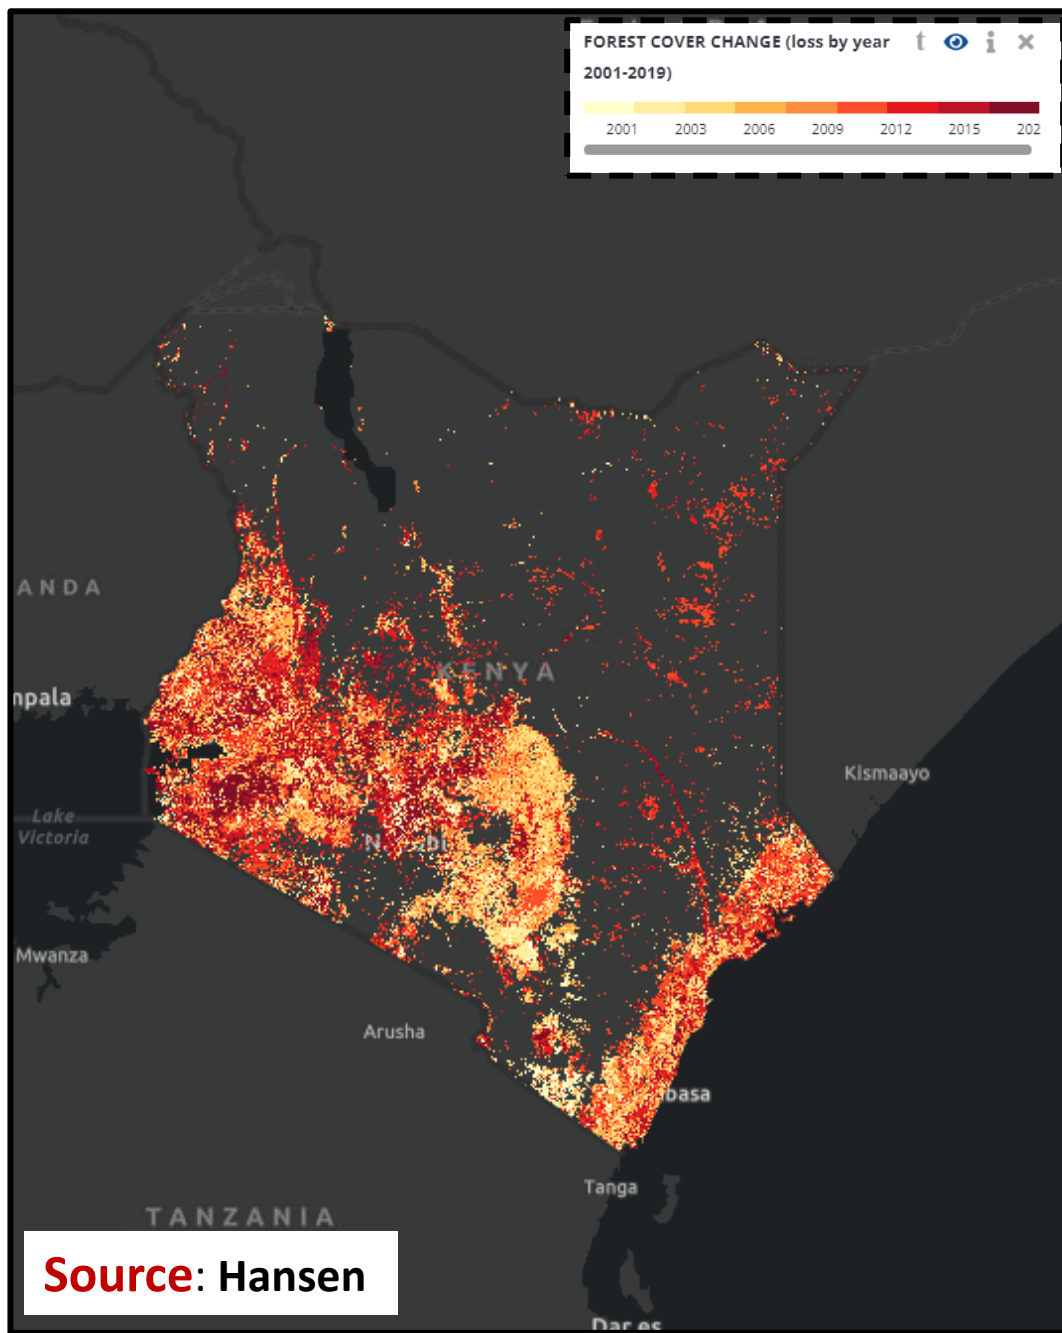 FOREST COVER CHANGE (loss by year
2001-2019)
2001 2003 2006 2009 2012 2015 202
ANDA
KENYA
npala
Kismaayo
Lake
Victoria
Mwanza
Arusha
basa
Tanga
TANZANIA
Source: Hansen
Dar es